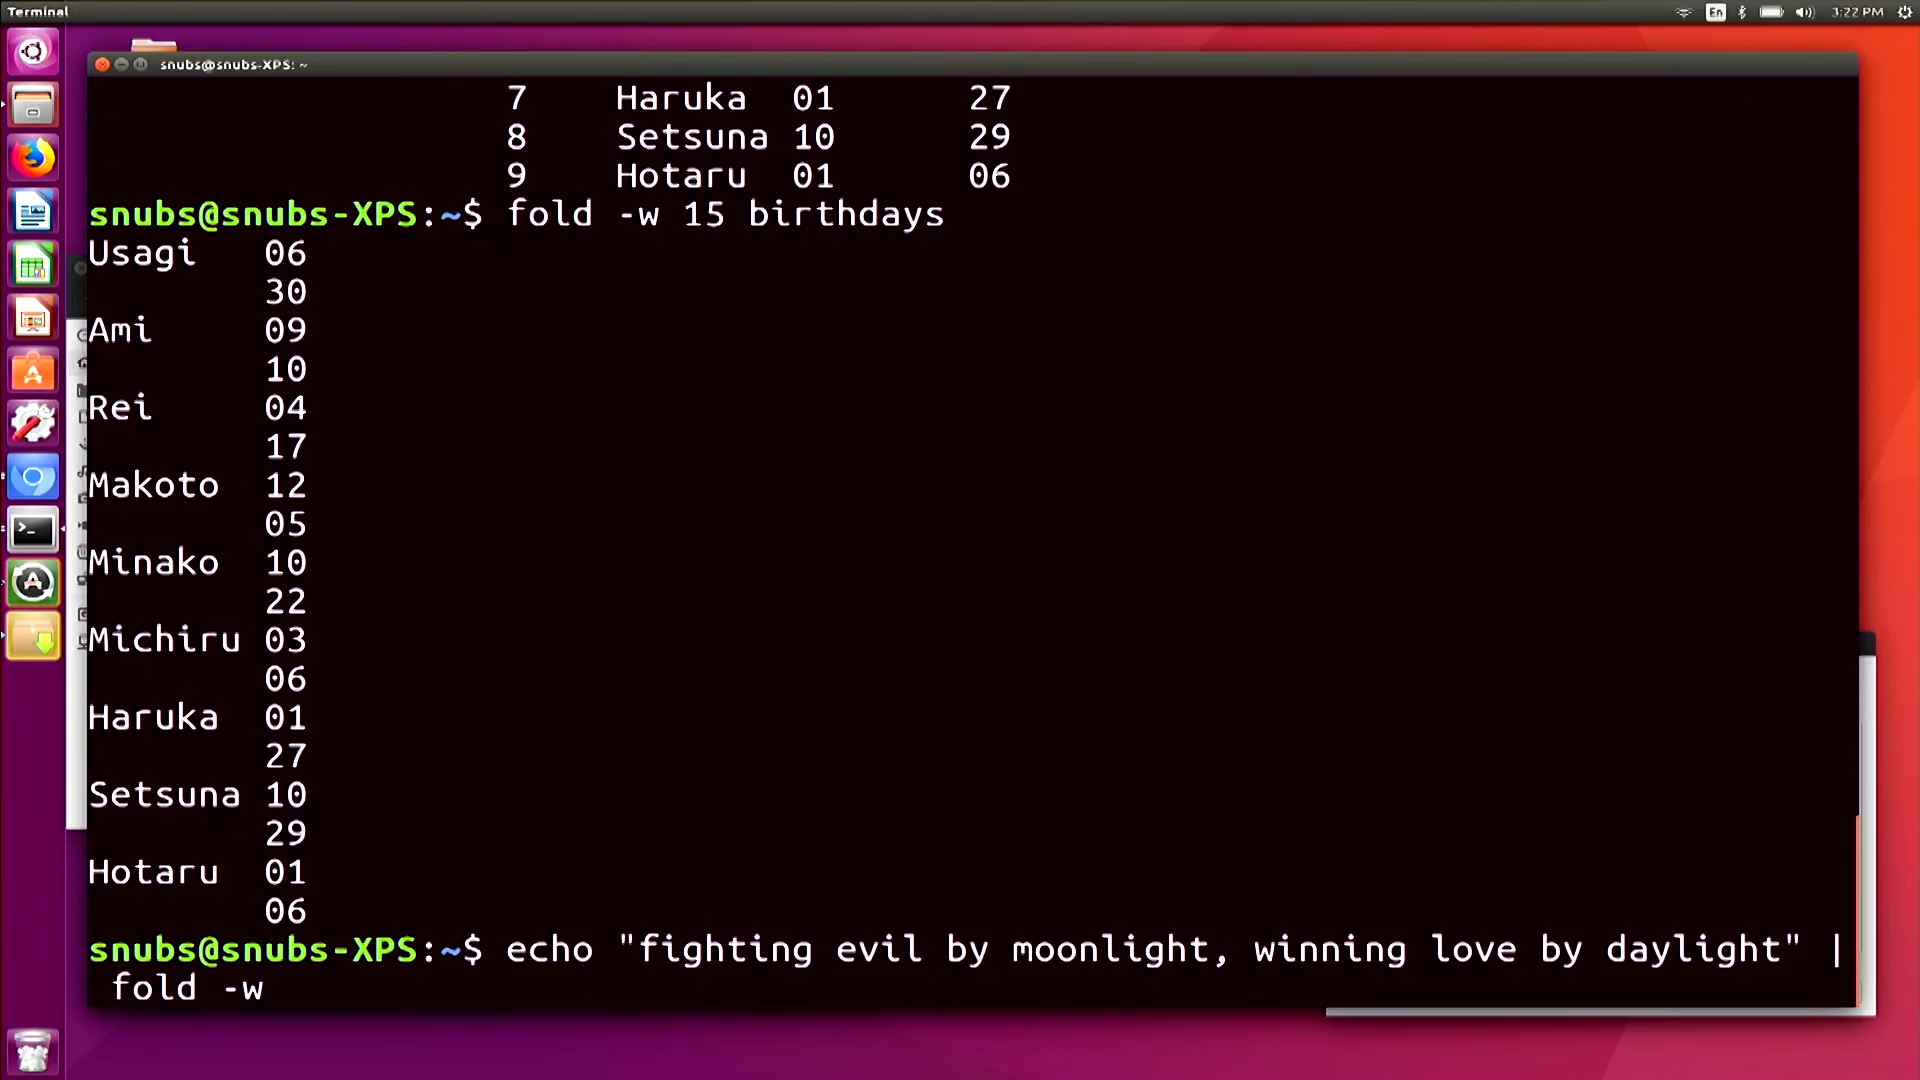 Terminal
En
3:22 PM
snubs@snubs-XPS: ~
7 Haruka 01 27
8 Setsuna 10 29
9 Hotaru 01 06
snubs@snubs-XPS:~$ fold -w 15 birthdays
Usagi 06
30
Ami 09
10
Rei 04
17
Makoto 12
05
Minako 10
22
Michiru 03
06
Haruka 01
27
Setsuna 10
29
Hotaru 01
06
snubs@snubs-XPS:~$ echo "fighting evil by moonlight, winning love by daylight" |
fold -w